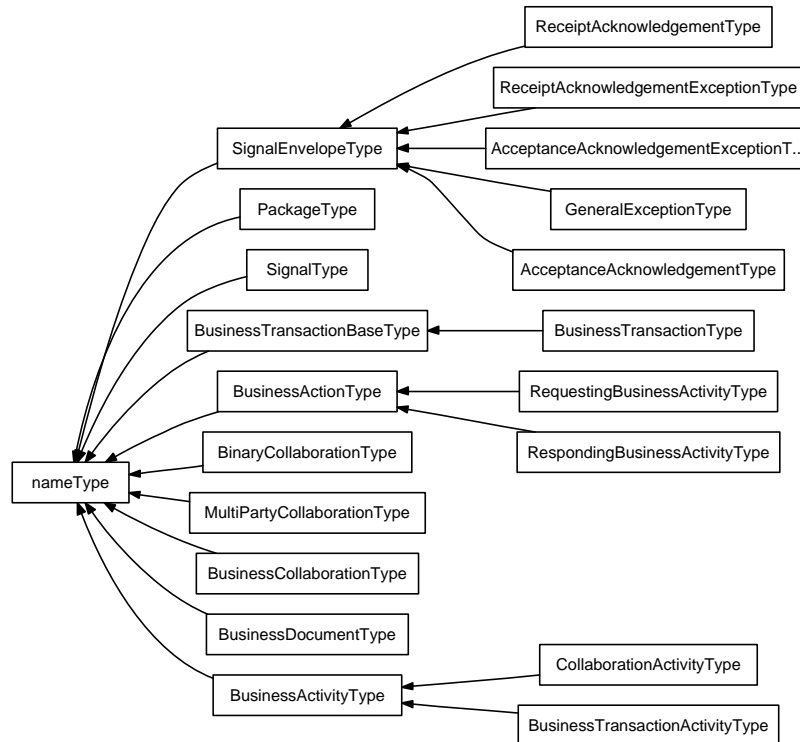 ReceiptAcknowledgementType
ReceiptAcknowledgementExceptionType
SignalEnvelopeType
AcceptanceAcknowledgementExceptionT...
PackageType
GeneralExceptionType
SignalType
AcceptanceAcknowledgementType
BusinessTransactionBaseType
BusinessTransactionType
BusinessActionType
RequestingBusinessActivityType
BinaryCollaborationType
RespondingBusinessActivityType
nameType
MultiPartyCollaborationType
BusinessCollaborationType
BusinessDocumentType
CollaborationActivityType
BusinessActivityType
BusinessTransactionActivityType